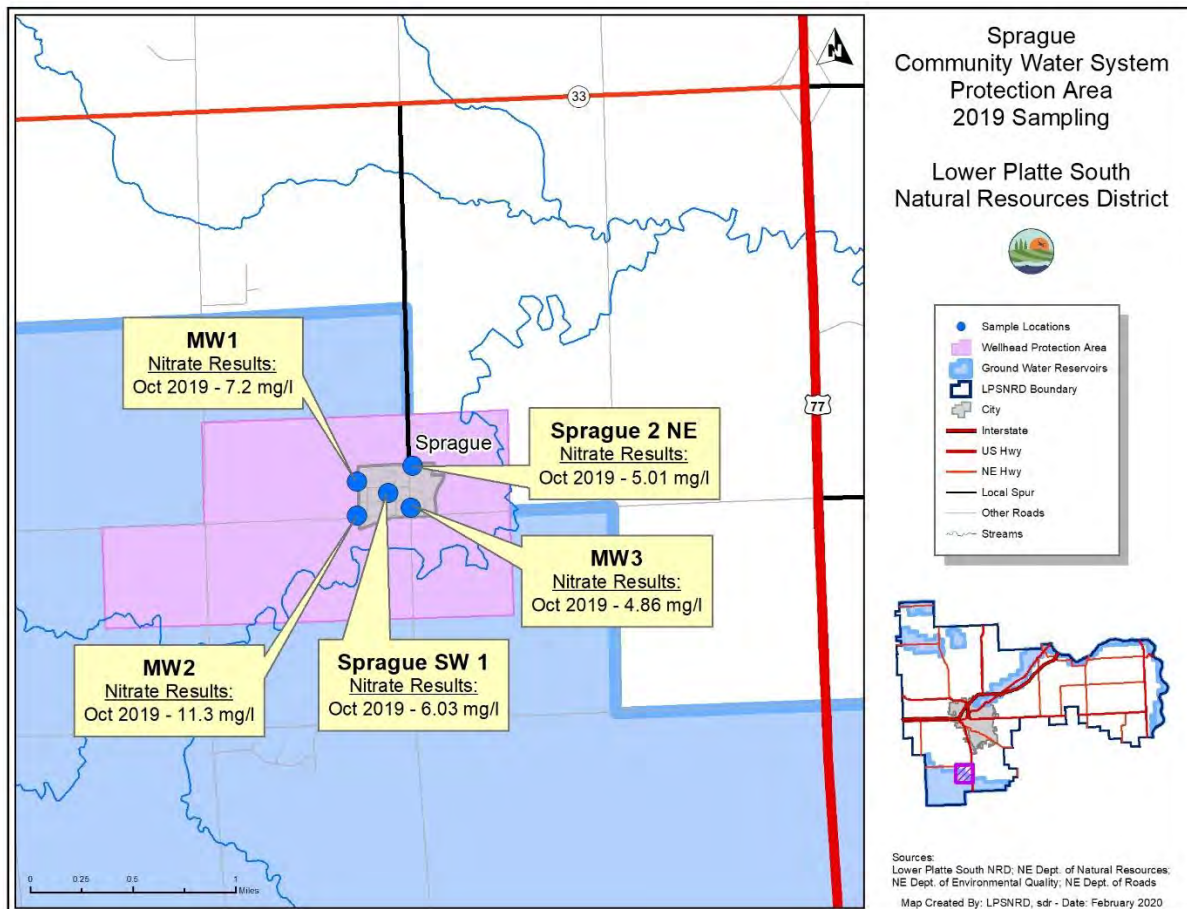 Sprague
Community Water System
Protection Area
2019 Sampling
Lower Platte South
Natural Resources District
33
77
MW1
Nitrate Results:
Oct 2019 - 7.2 mg/l
Sprague
Sprague 2 NE
Nitrate Results:
Oct 2019 - 5.01 mg/l
MW3
Nitrate Results:
Oct 2019 - 4.86 mg/l
MW2
Nitrate Results:
Oct 2019 - 11.3 mg/l
Sprague SW 1
Nitrate Results:
Oct 2019 - 6.03 mg/l
N
Sample Locations
Wellhead Protection Area
Ground Water Reservoirs
LPSNRD Boundary
City
Interstate
US Hwy
NE Hwy
Local Spur
Other Roads
Streams
0 0.25 0.5 1
Miles
Sources:
Lower Platte South NRD; NE Dept. of Natural Resources;
NE Dept. of Environmental Quality; NE Dept. of Roads
Map Created By: LPSNRD, sdr - Date: February 2020